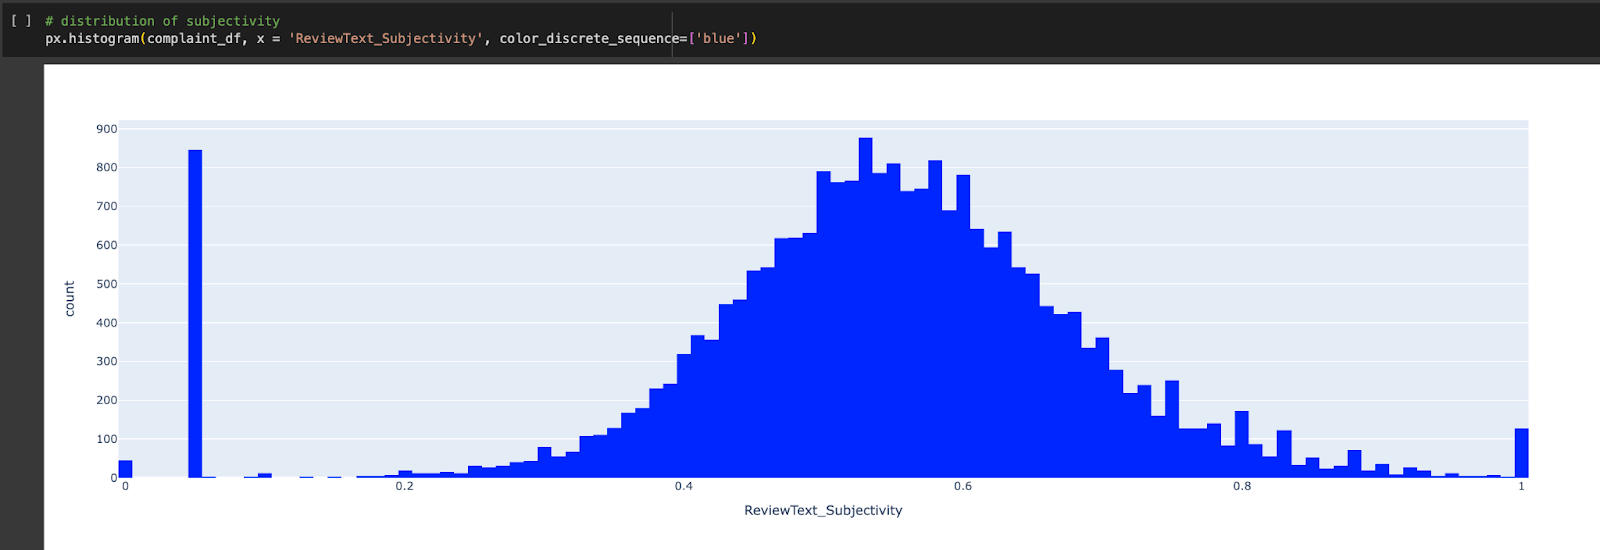 [ ] # distribution of subjectivity
px.histogram(complaint_df, x = 'ReviewText_Subjectivity', color_discrete_sequence=['blue'])
900
800
700
600
500
400
300
200
100
0
count
0 0.2 0.4 0.6 0.8 1
ReviewText_Subjectivity